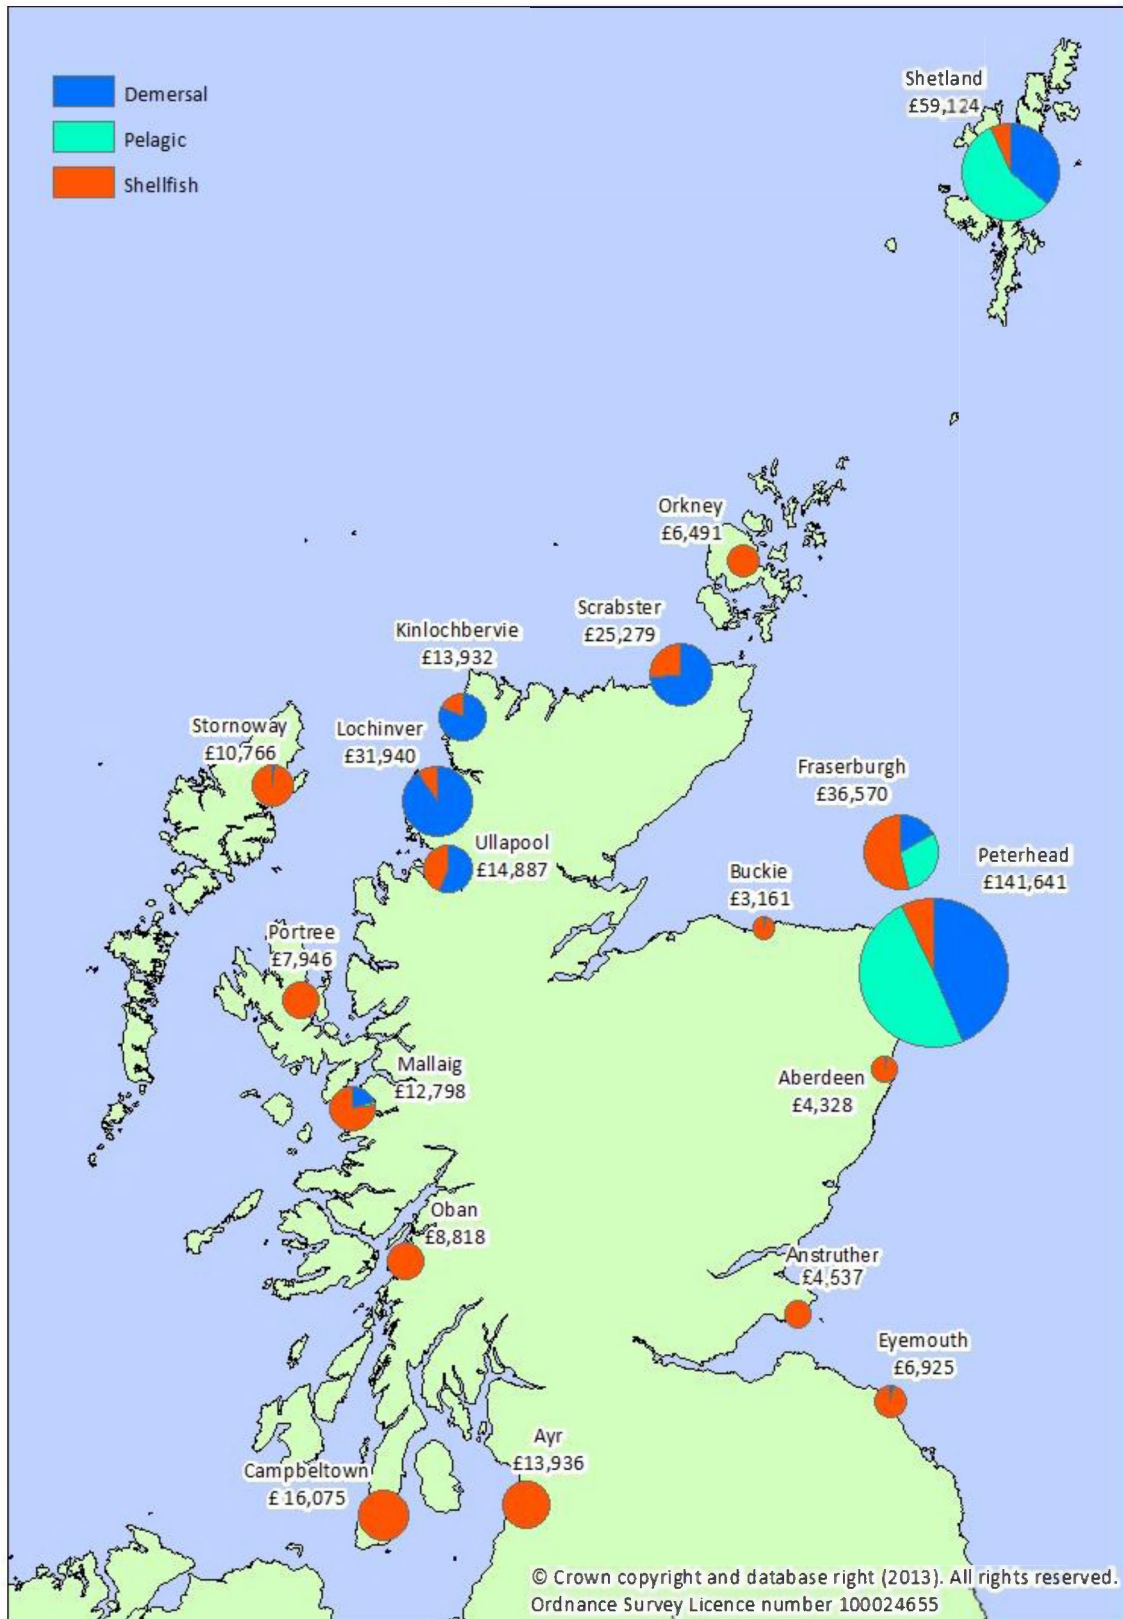 Demersal
Pelagic
Shellfish
Shetland
£59,124
Orkney
£6,491
Scrabster
£25,279
Kinlochbervie
£13,932
Stornoway
£10,766
Lochinver
£31,940
Fraserburgh
£36,570
Ullapool
£14,887
Peterhead
£141,641
Buckie
£3,161
Portree
£7,946
Mallaig
£12,798
Aberdeen
£4,328
Oban
£8,818
Anstruther
£4,537
Eyemouth
£6,925
Ayr
£13,936
Campbeltown
£ 16,075
© Crown copyright and database right (2013). All rights reserved.
Ordnance Survey Licence number 100024655